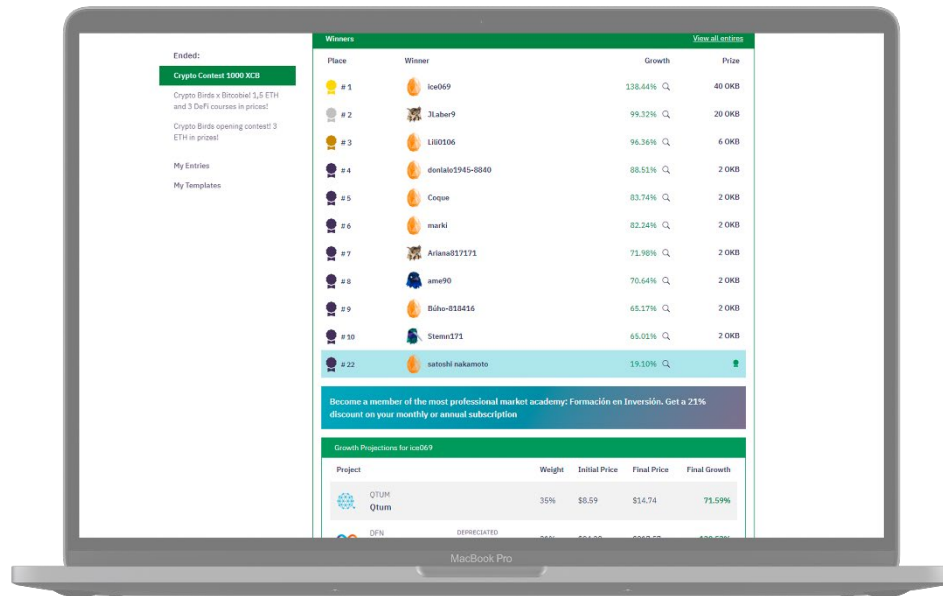 Ended:
Crypto Contest 1000 XCB
Crypto Birds x Bitcobie! 1,5 ETH
and 3 DeFi courses in prices!
Crypto Birds opening contest! 3
ETH in prizes!
My Entries
My Templates
Winners View all entires
Place Winner Growth Prize
# 1 ice069 138.44% 40 OKB
# 2 JLaber9 99.32% 20 OKB
# 3 Lili0106 96.36% 6 OKB
# 4 donlalo1945-8840 88.51% 2 OKB
# 5 Coque 83.74% 2 OKB
# 6 marki 82.24% 2 OKB
# 7 Ariana817171 71.98% 2 OKB
# 8 ame90 70.64% 2 OKB
# 9 Búho-818416 65.17% 2 OKB
# 10 Stemn171 65.01% 2 OKB
# 22 satoshi nakamoto 19.10%
Become a member of the most professional market academy: Formación en Inversión. Get a 21%
discount on your monthly or annual subscription
Growth Projections for ice069
Project Weight Initial Price Final Price Final Growth
QTUM
Qtum 35% $8.59 $14.74 71.59%
DFN DEPRECIATED
MacBook Pro